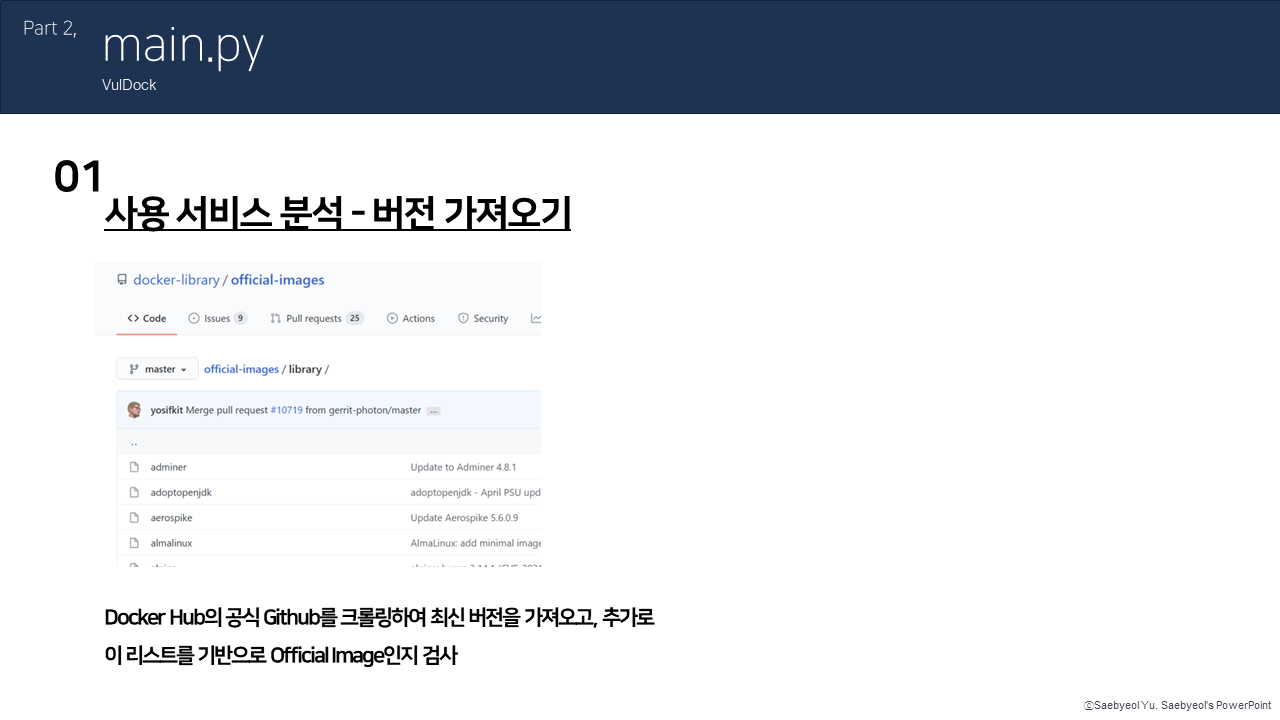 Part 2,
main.py
VulDock
01
사용 서비스 분석 - 버전 가져오기
docker-library / official-images
Code Issues 9 Pull requests 25 Actions Security
master official-images / library /
yosifkit Merge pull request #10719 from gerrit-photon/master ...
..
adminer Update to Adminer 4.8.1
adoptopenjdk adoptopenjdk - April PSU upd
aerospike Update Aerospike 5.6.0.9
almalinux AlmaLinux: add minimal image
Docker Hub의 공식 Github를 크롤링하여 최신 버전을 가져오고, 추가로
이 리스트를 기반으로 Official Image인지 검사
ⓒSaebyeol Yu. Saebyeol's PowerPoint